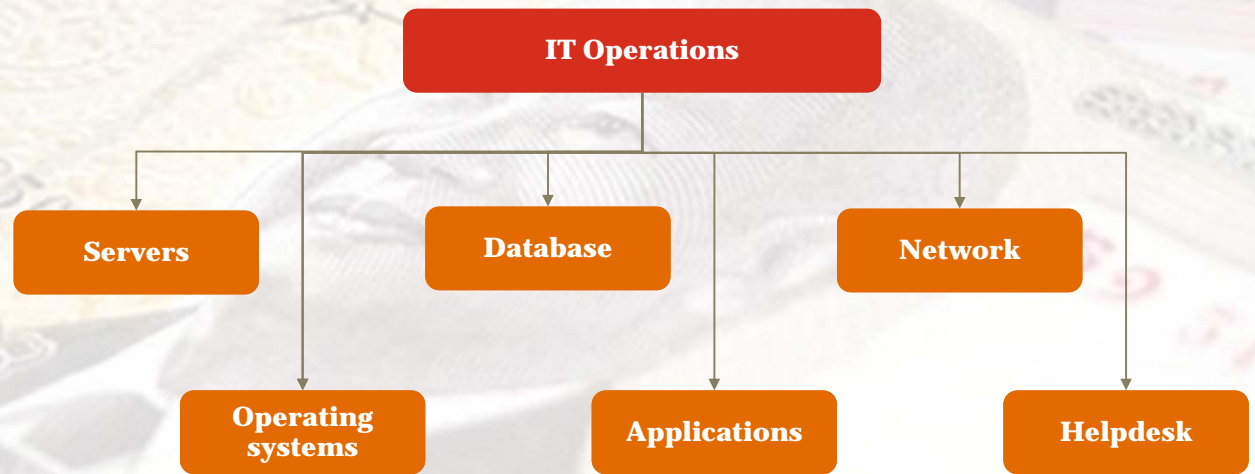 IT Operations
Servers
Database
Network
Operating
systems
Applications
Helpdesk